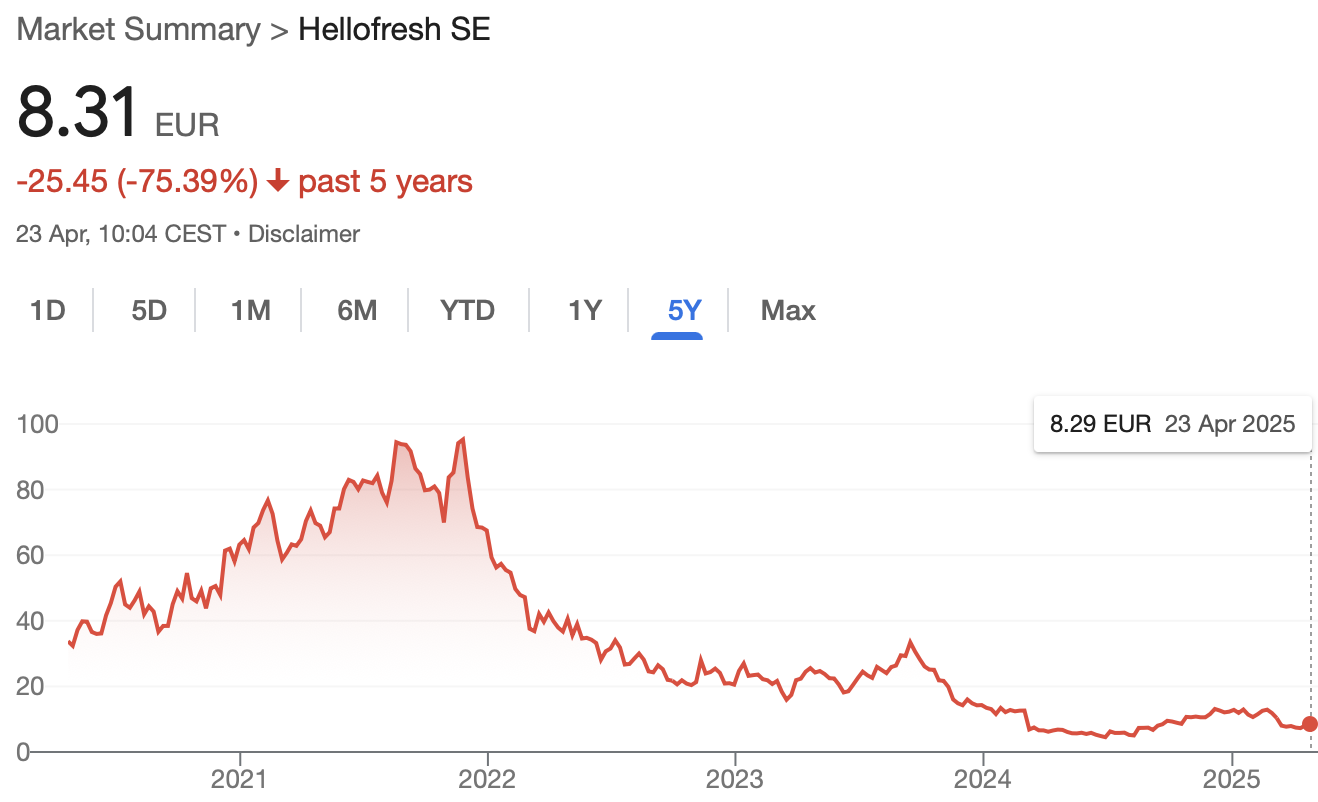 Market Summary > Hellofresh SE
8.31 EUR
-25.45 (-75.39%) ↓ past 5 years
23 Apr, 10:04 CEST • Disclaimer
1D 5D 1M 6M YTD 1Y 5Y Max
8.29 EUR 23 Apr 2025
100
80
60
40
20
0
2021 2022 2023 2024 2025